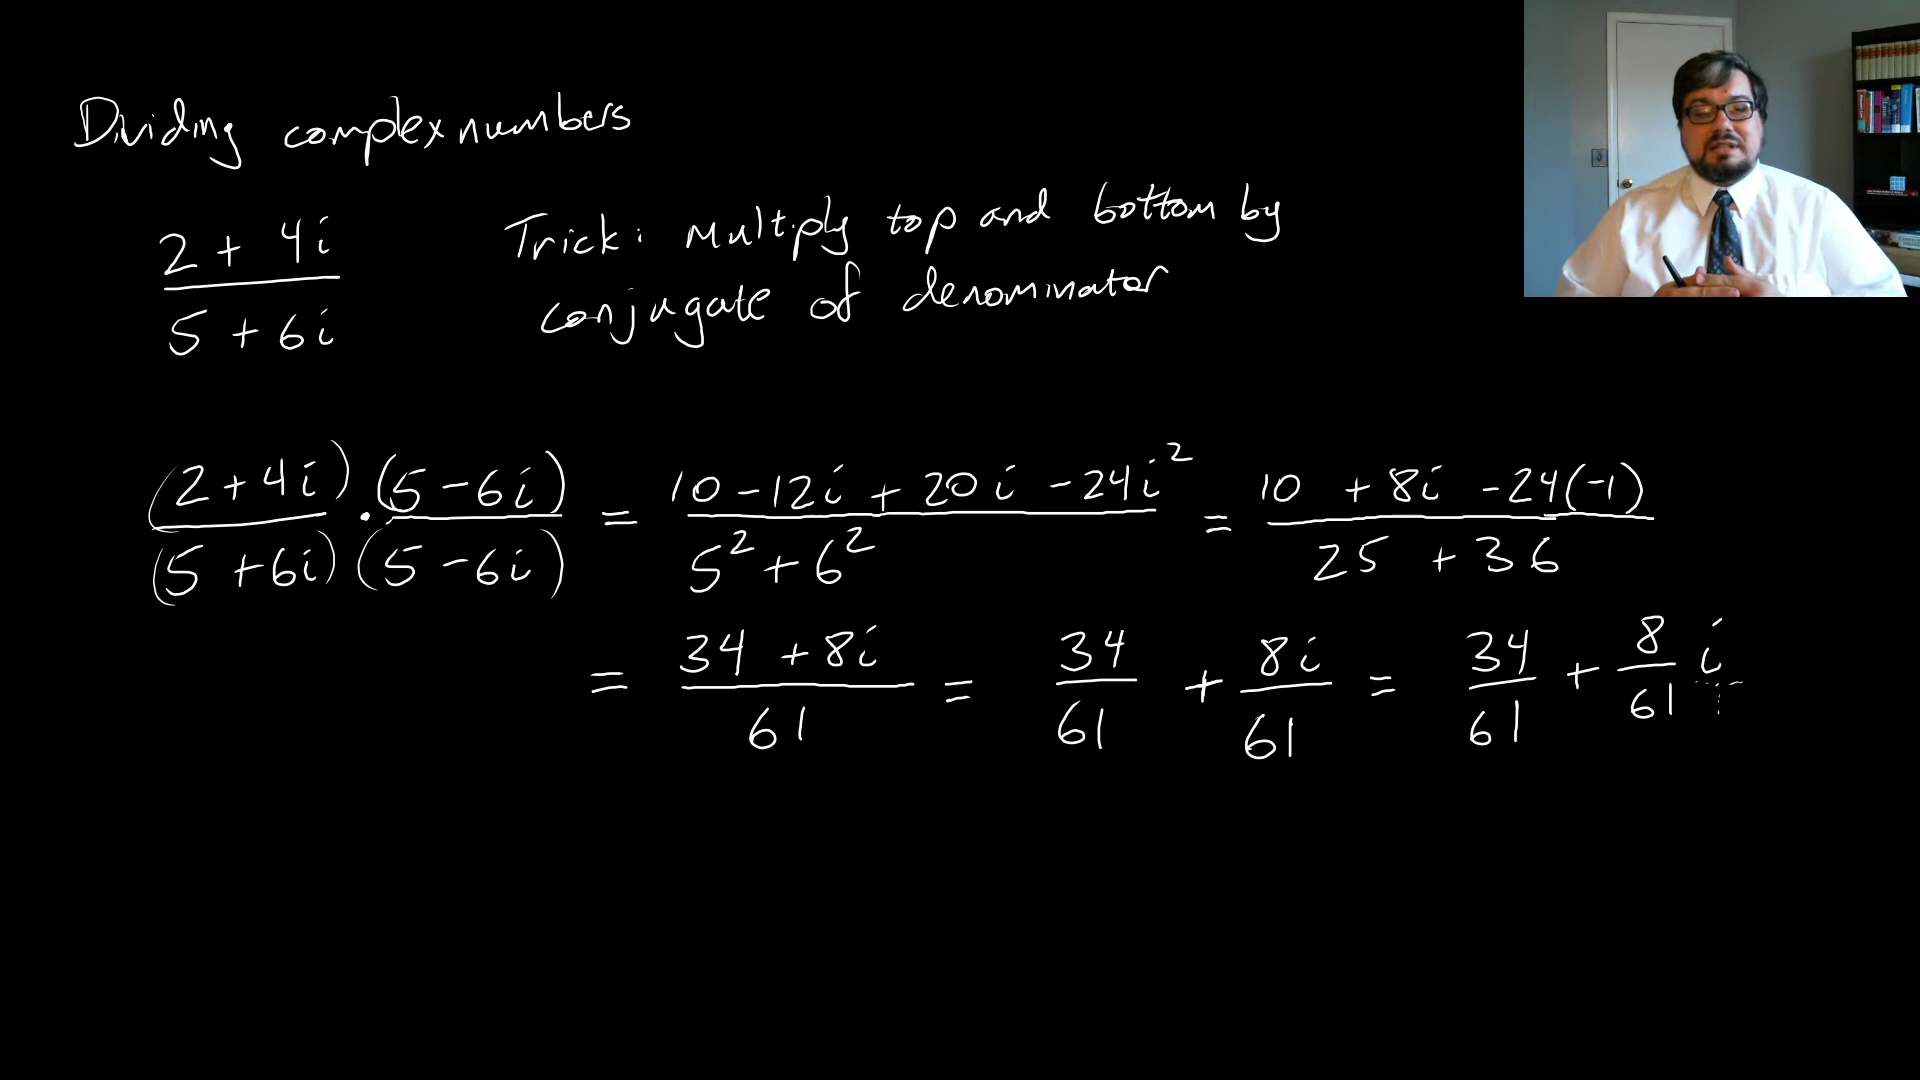 Dividing complex numbers
2 + 4i
5 + 6i
Trick: Multiply top and bottom by
conjugate of denominator
(2 + 4i) · (5 - 6i) = 10 - 12i + 20i - 24i² = 10 + 8i - 24(-1)
(5 + 6i) (5 - 6i) 5² + 6² 25 + 36
= 34 + 8i = 34 + 8i = 34 + 8 i
61 61 61 61 61